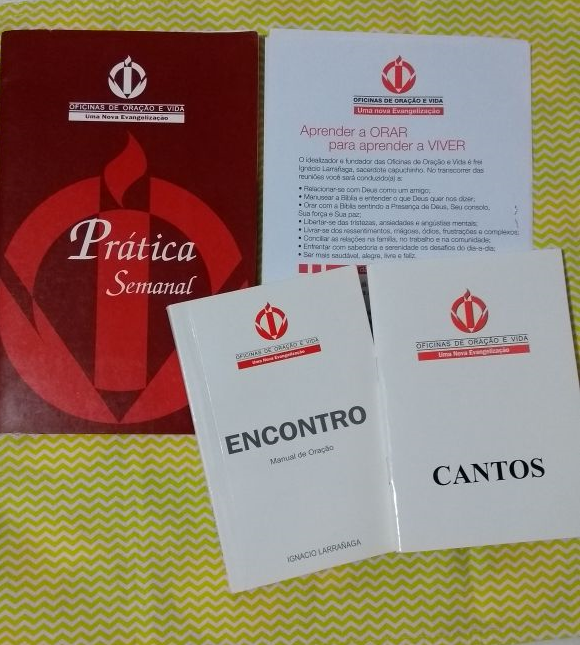 OFICINAS DE ORAÇÃO E VIDA
Uma Nova Evangelização
Prática
Semanal
OFICINAS DE ORAÇÃO E VIDA
Uma nova Evangelização
Aprender a ORAR
para aprender a VIVER
O idealizador e fundador das Oficinas de Oração e Vida é frei
Ignácio Larrañaga, sacerdote capuchinho. No transcorrer das
reuniões você será conduzido(a) a:
• Relacionar-se com Deus como um amigo;
• Manusear a Bíblia e entender o que Deus quer nos dizer.
• Orar com a Bíblia sentindo a Presença de Deus, Seu consolo,
Sua força e Sua paz;
• Libertar-se das tristezas, ansiedades e angústias mentais;
• Livrar-se dos ressentimentos, mágoas, ódios, frustrações e complexos;
• Conciliar as relações na família, no trabalho e na comunidade;
• Enfrentar com sabedoria e serenidade os desafios do dia-a-dia;
• Ser mais saudável, alegre, livre e feliz.
OFICINAS DE ORAÇÃO E VIDA
Uma Nova Evangelização
ENCONTRO
Manual de Oração
IGNACIO LARRAÑAGA
OFICINAS DE ORAÇÃO E VIDA
Uma Nova Evangelização
CANTOS